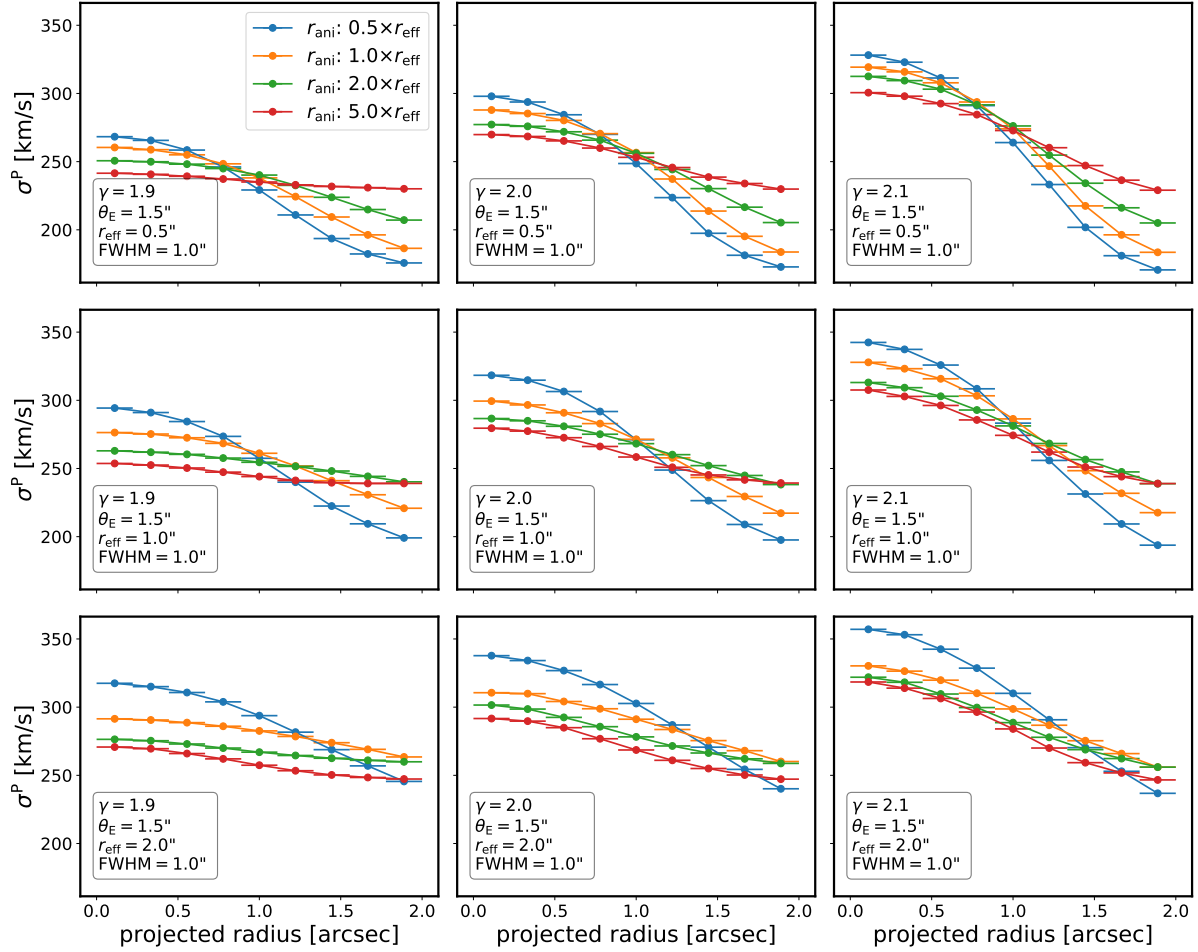 350
300
250
200
σᴾ [km/s]
r_ani: 0.5×r_eff
r_ani: 1.0×r_eff
r_ani: 2.0×r_eff
r_ani: 5.0×r_eff
γ = 1.9
θ_E = 1.5"
r_eff = 0.5"
FWHM = 1.0"
γ = 2.0
θ_E = 1.5"
r_eff = 0.5"
FWHM = 1.0"
γ = 2.1
θ_E = 1.5"
r_eff = 0.5"
FWHM = 1.0"
350
300
250
200
σᴾ [km/s]
γ = 1.9
θ_E = 1.5"
r_eff = 1.0"
FWHM = 1.0"
γ = 2.0
θ_E = 1.5"
r_eff = 1.0"
FWHM = 1.0"
γ = 2.1
θ_E = 1.5"
r_eff = 1.0"
FWHM = 1.0"
350
300
250
200
σᴾ [km/s]
γ = 1.9
θ_E = 1.5"
r_eff = 2.0"
FWHM = 1.0"
γ = 2.0
θ_E = 1.5"
r_eff = 2.0"
FWHM = 1.0"
γ = 2.1
θ_E = 1.5"
r_eff = 2.0"
FWHM = 1.0"
0.0 0.5 1.0 1.5 2.0
0.0 0.5 1.0 1.5 2.0
0.0 0.5 1.0 1.5 2.0
projected radius [arcsec]
projected radius [arcsec]
projected radius [arcsec]